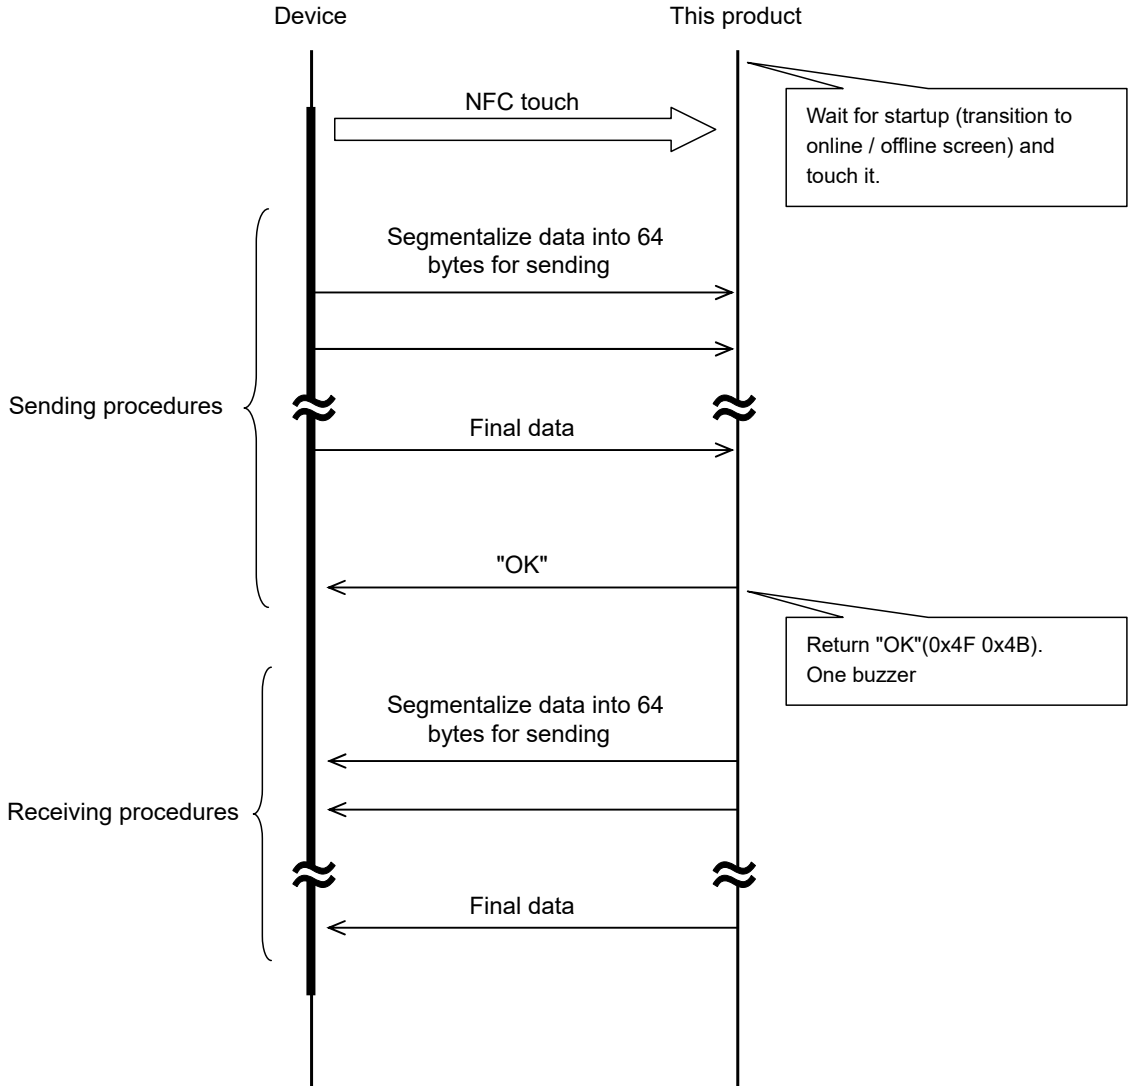 Device
This product
NFC touch
Wait for startup (transition to
online / offline screen) and
touch it.
Segmentalize data into 64
bytes for sending
Sending procedures
Final data
"OK"
Return "OK"(0x4F 0x4B).
One buzzer
Segmentalize data into 64
bytes for sending
Receiving procedures
Final data